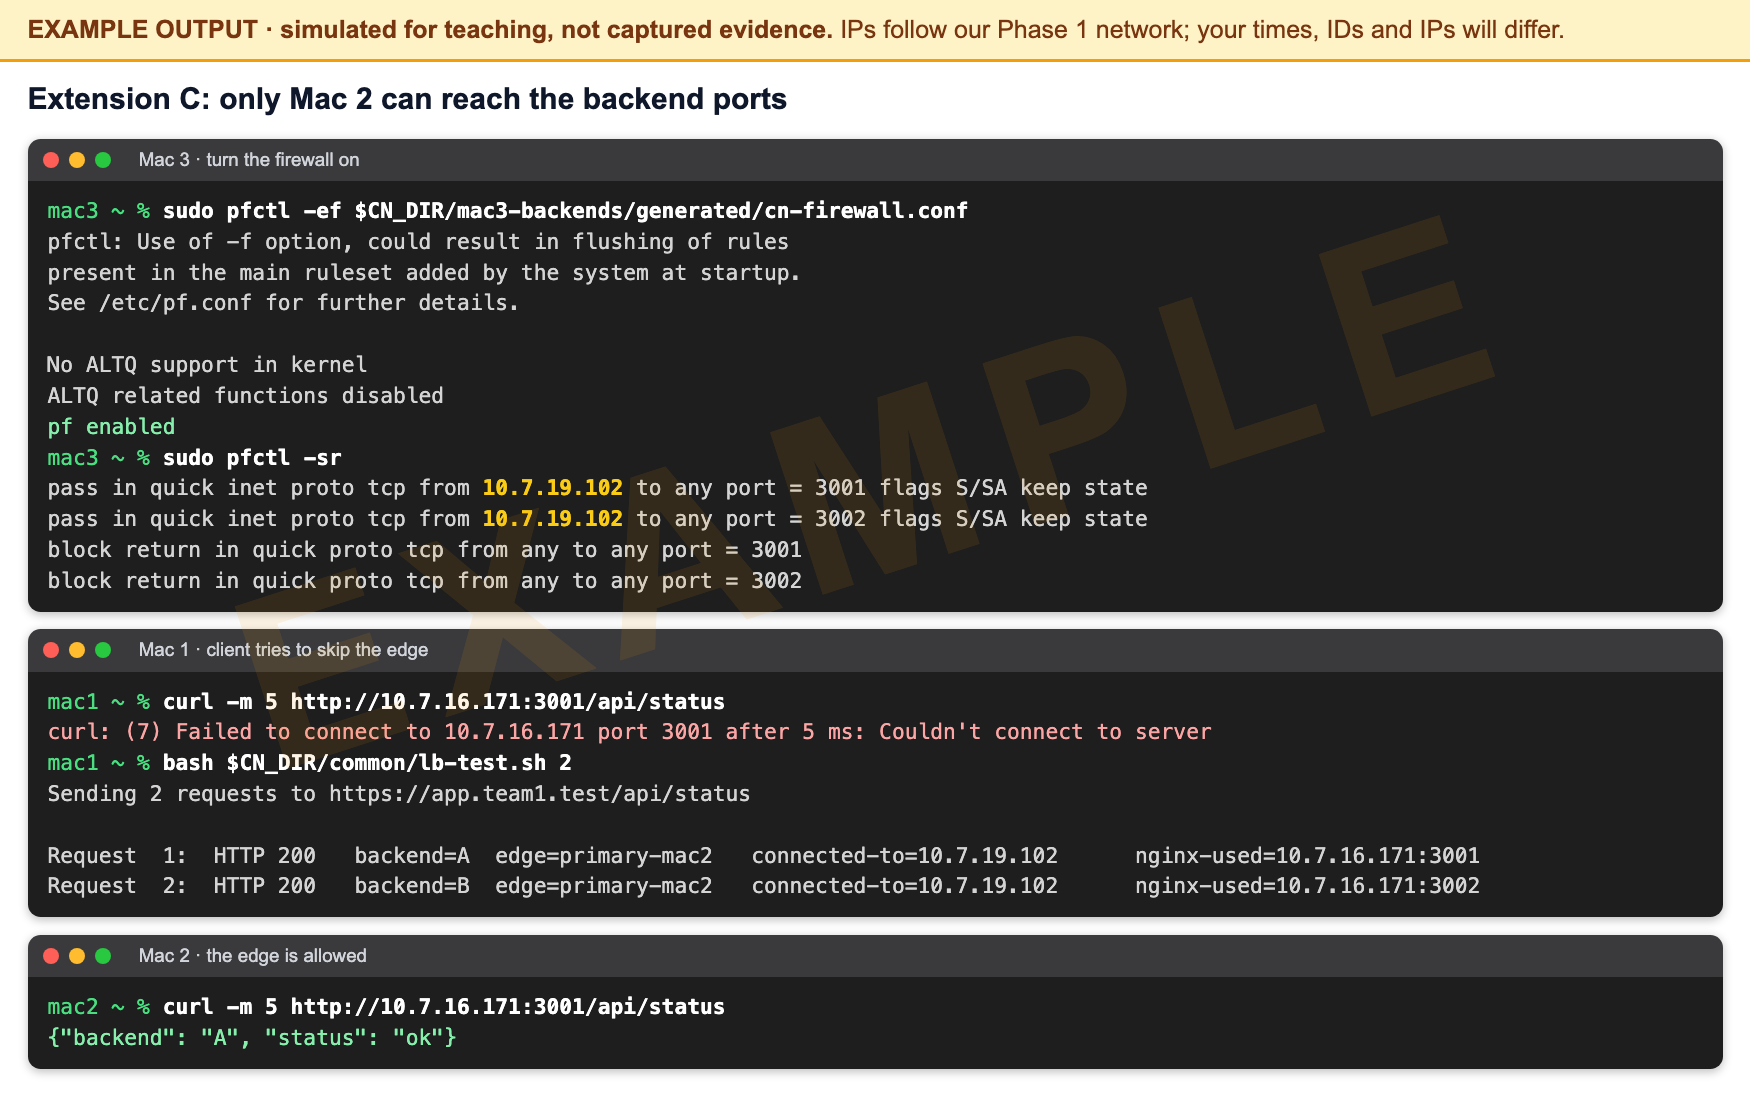 EXAMPLE OUTPUT · simulated for teaching, not captured evidence. IPs follow our Phase 1 network; your times, IDs and IPs will differ.
Extension C: only Mac 2 can reach the backend ports
Mac 3 · turn the firewall on
mac3 ~ % sudo pfctl -ef $CN_DIR/mac3-backends/generated/cn-firewall.conf
pfctl: Use of -f option, could result in flushing of rules
present in the main ruleset added by the system at startup.
See /etc/pf.conf for further details.
No ALTQ support in kernel
ALTQ related functions disabled
pf enabled
mac3 ~ % sudo pfctl -sr
pass in quick inet proto tcp from 10.7.19.102 to any port = 3001 flags S/SA keep state
pass in quick inet proto tcp from 10.7.19.102 to any port = 3002 flags S/SA keep state
block return in quick proto tcp from any to any port = 3001
block return in quick proto tcp from any to any port = 3002
Mac 1 · client tries to skip the edge
mac1 ~ % curl -m 5 http://10.7.16.171:3001/api/status
curl: (7) Failed to connect to 10.7.16.171 port 3001 after 5 ms: Couldn't connect to server
mac1 ~ % bash $CN_DIR/common/lb-test.sh 2
Sending 2 requests to https://app.team1.test/api/status
Request  1:  HTTP 200   backend=A  edge=primary-mac2   connected-to=10.7.19.102      nginx-used=10.7.16.171:3001
Request  2:  HTTP 200   backend=B  edge=primary-mac2   connected-to=10.7.19.102      nginx-used=10.7.16.171:3002
Mac 2 · the edge is allowed
mac2 ~ % curl -m 5 http://10.7.16.171:3001/api/status
{"backend": "A", "status": "ok"}
EXAMPLE